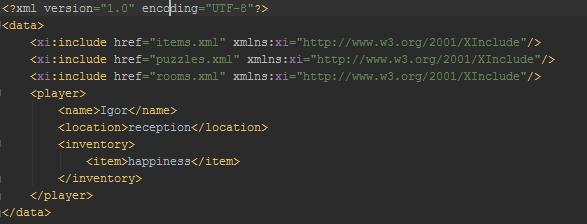 <?xml version="1.0" encoding="UTF-8"?>
<data>
    <xi:include href="items.xml" xmlns:xi="http://www.w3.org/2001/XInclude"/>
    <xi:include href="puzzles.xml" xmlns:xi="http://www.w3.org/2001/XInclude"/>
    <xi:include href="rooms.xml" xmlns:xi="http://www.w3.org/2001/XInclude"/>
    <player>
        <name>Igor</name>
        <location>reception</location>
        <inventory>
            <item>happiness</item>
        </inventory>
    </player>
</data>